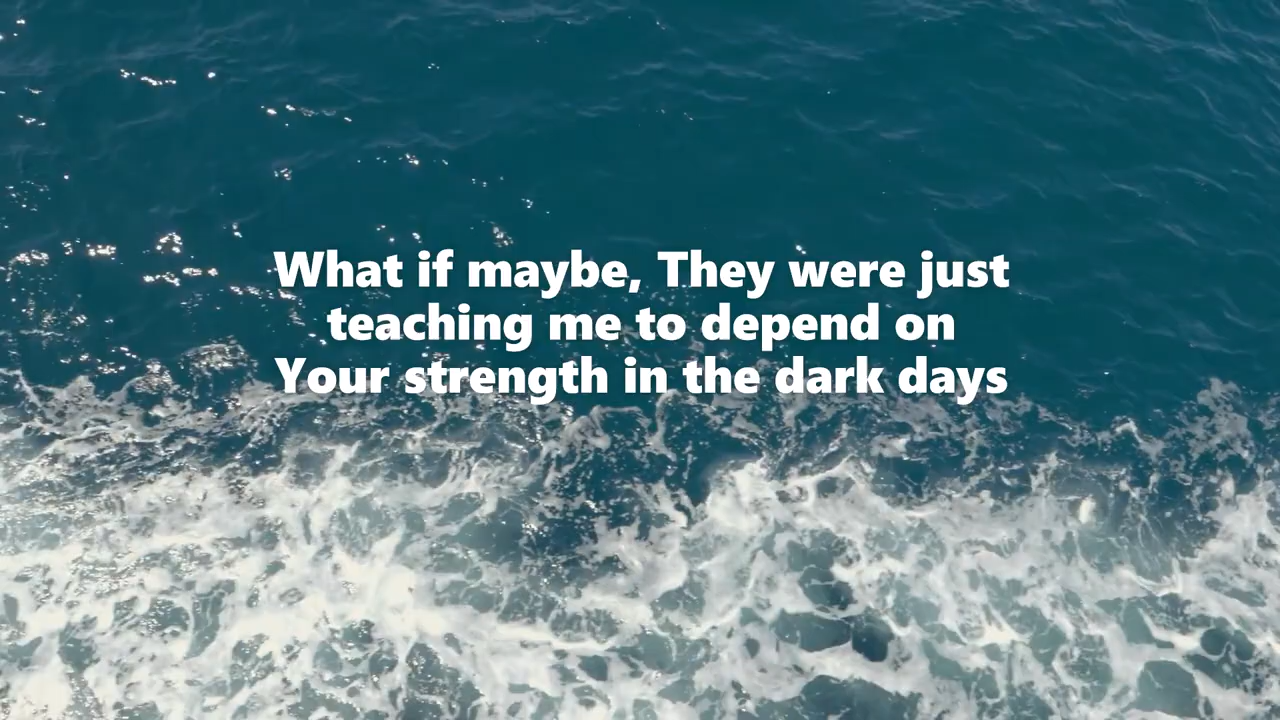 What if maybe, They were just
teaching me to depend on
Your strength in the dark days